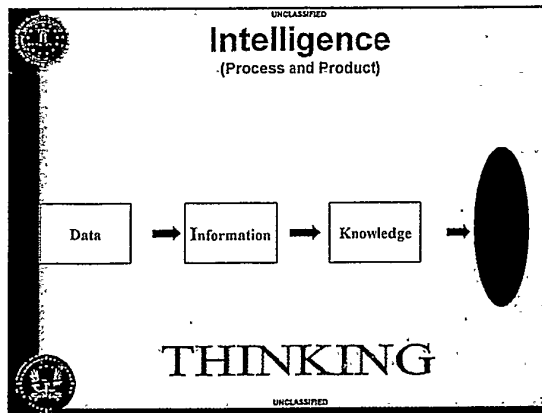 UNCLASSIFIED
Intelligence
(Process and Product)
Data
Information
Knowledge
THINKING
UNCLASSIFIED